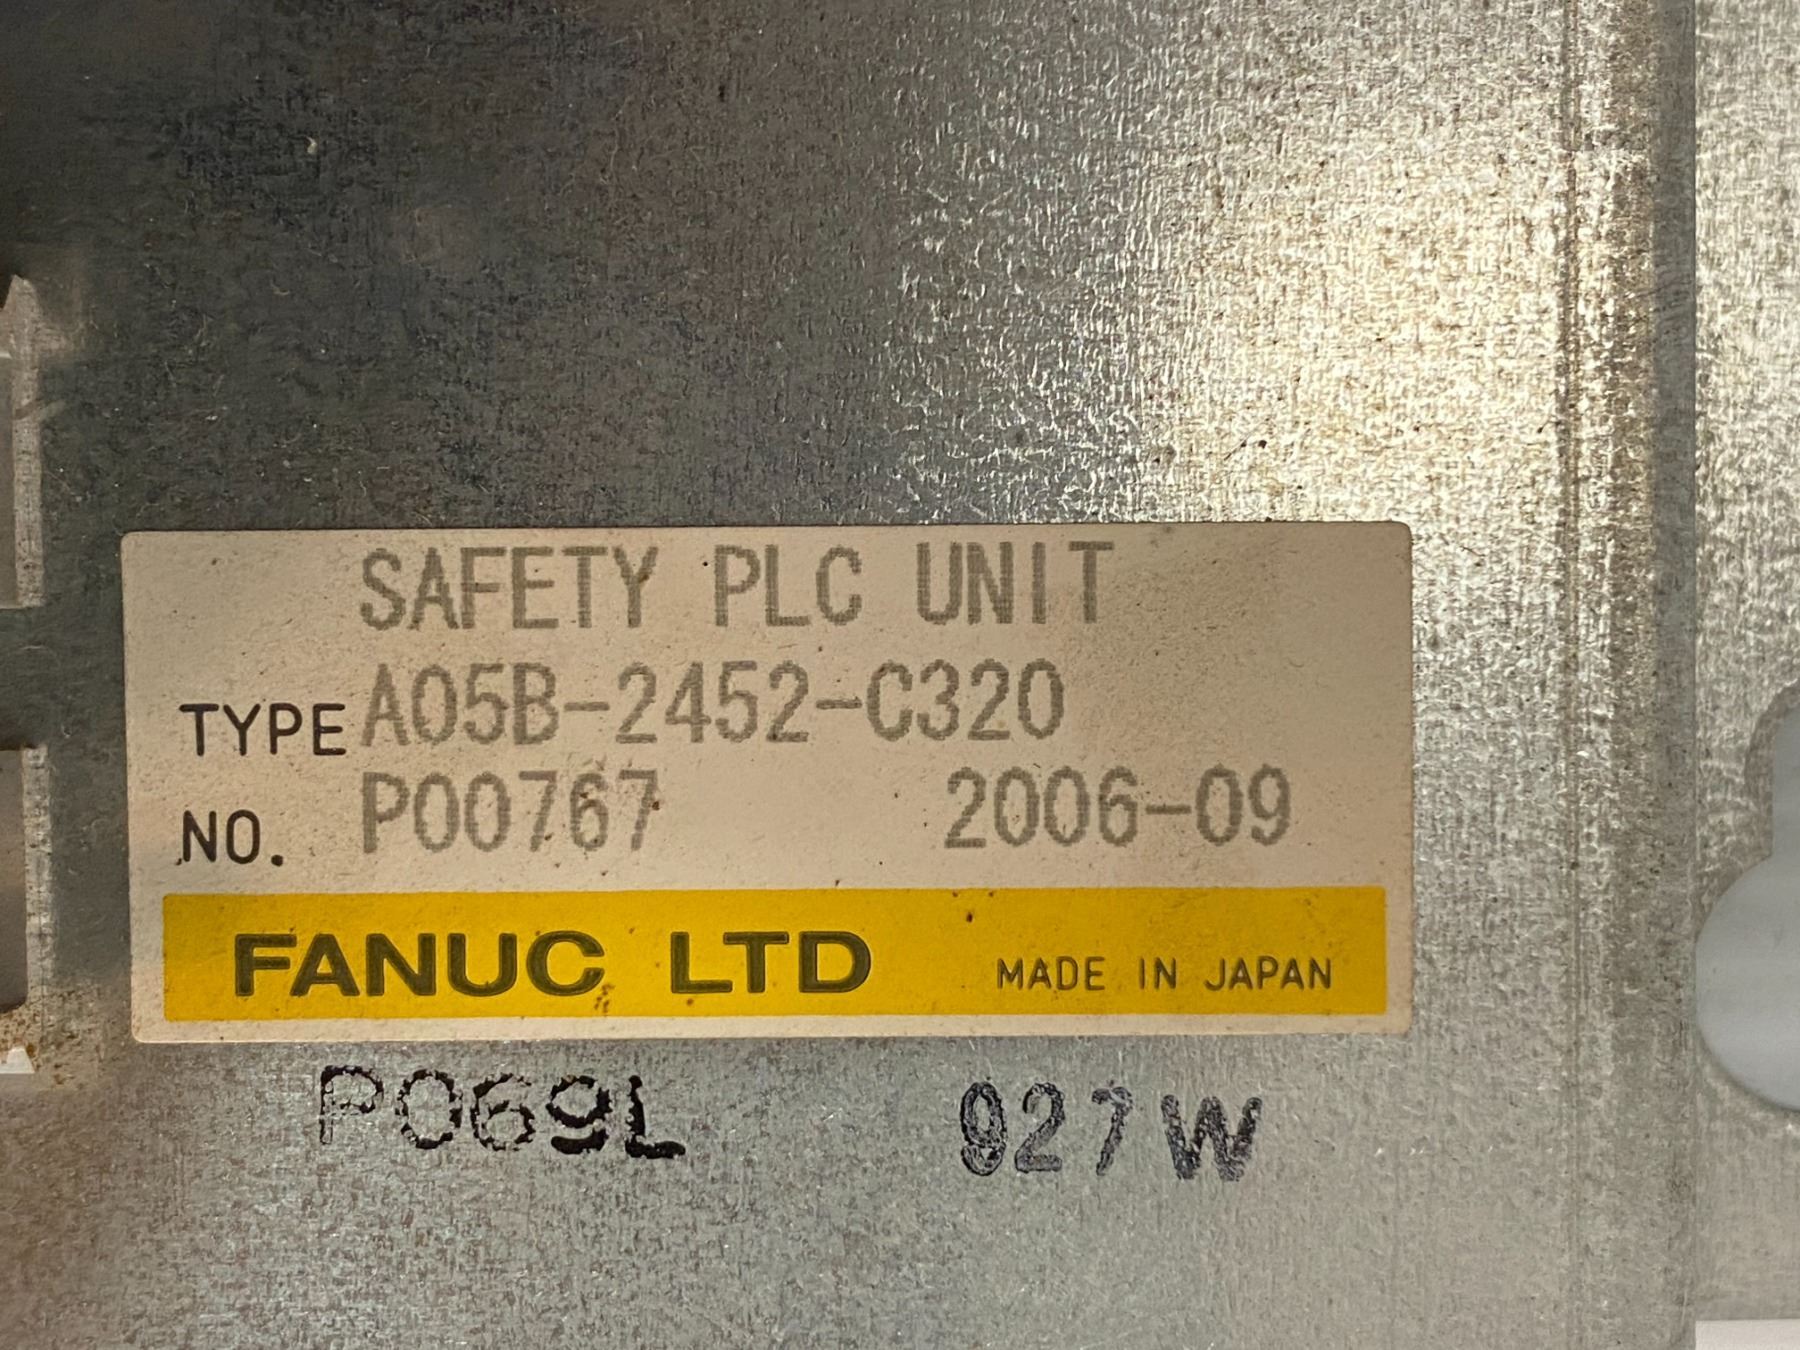 SAFETY PLC UNIT
TYPE A05B-2452-C320
NO. P00767 2006-09
FANUC LTD MADE IN JAPAN
P069L 927W